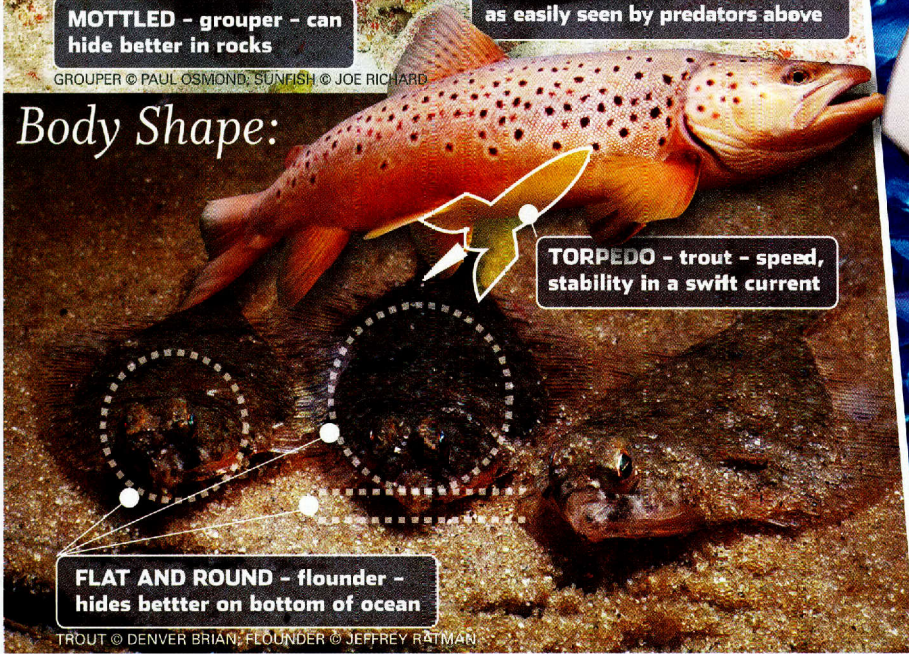 MOTTLED – grouper – can
hide better in rocks
as easily seen by predators above
GROUPER © PAUL OSMOND; SUNFISH © JOE RICHARD
Body Shape:
TORPEDO – trout – speed,
stability in a swift current
FLAT AND ROUND – flounder –
hides bettter on bottom of ocean
TROUT © DENVER BRIAN; FLOUNDER © JEFFREY RATMAN